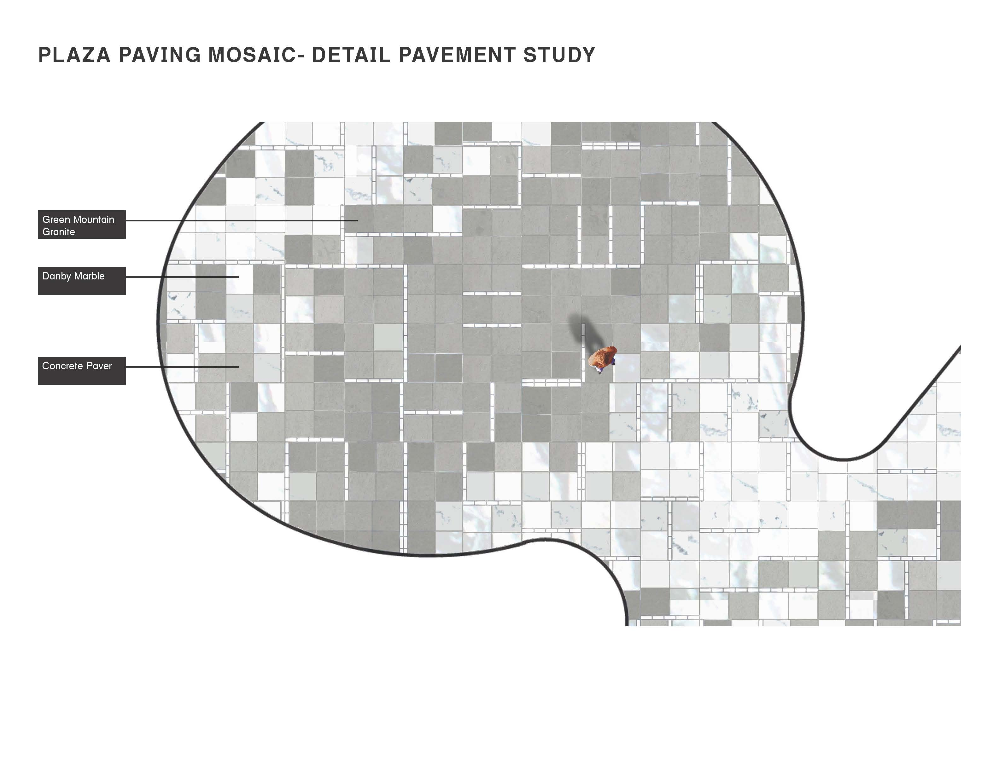 PLAZA PAVING MOSAIC- DETAIL PAVEMENT STUDY
Green Mountain
Granite
Danby Marble
Concrete Paver